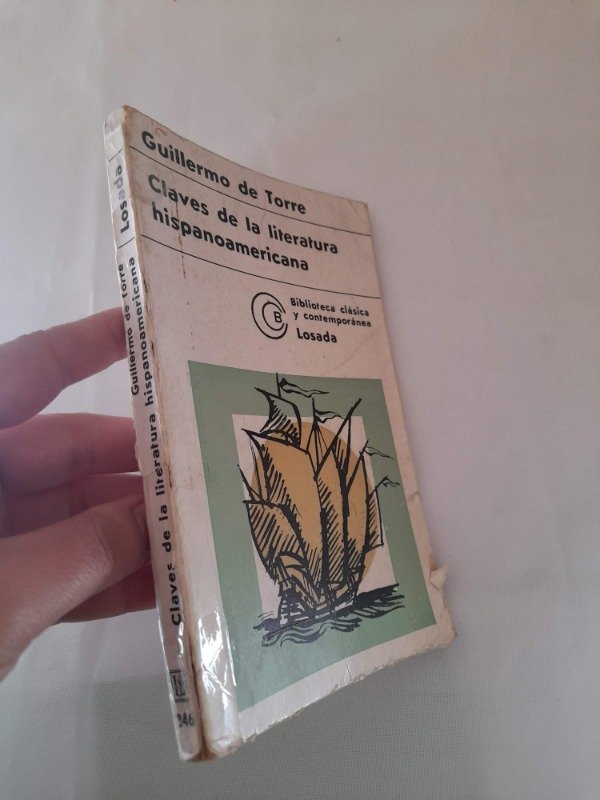 Guillermo de Torre
Claves de la literatura
hispanoamericana
B
Biblioteca clásica
y contemporánea
Losada
Losada
Guillermo de Torre
Claves de la literatura hispanoamericana
346